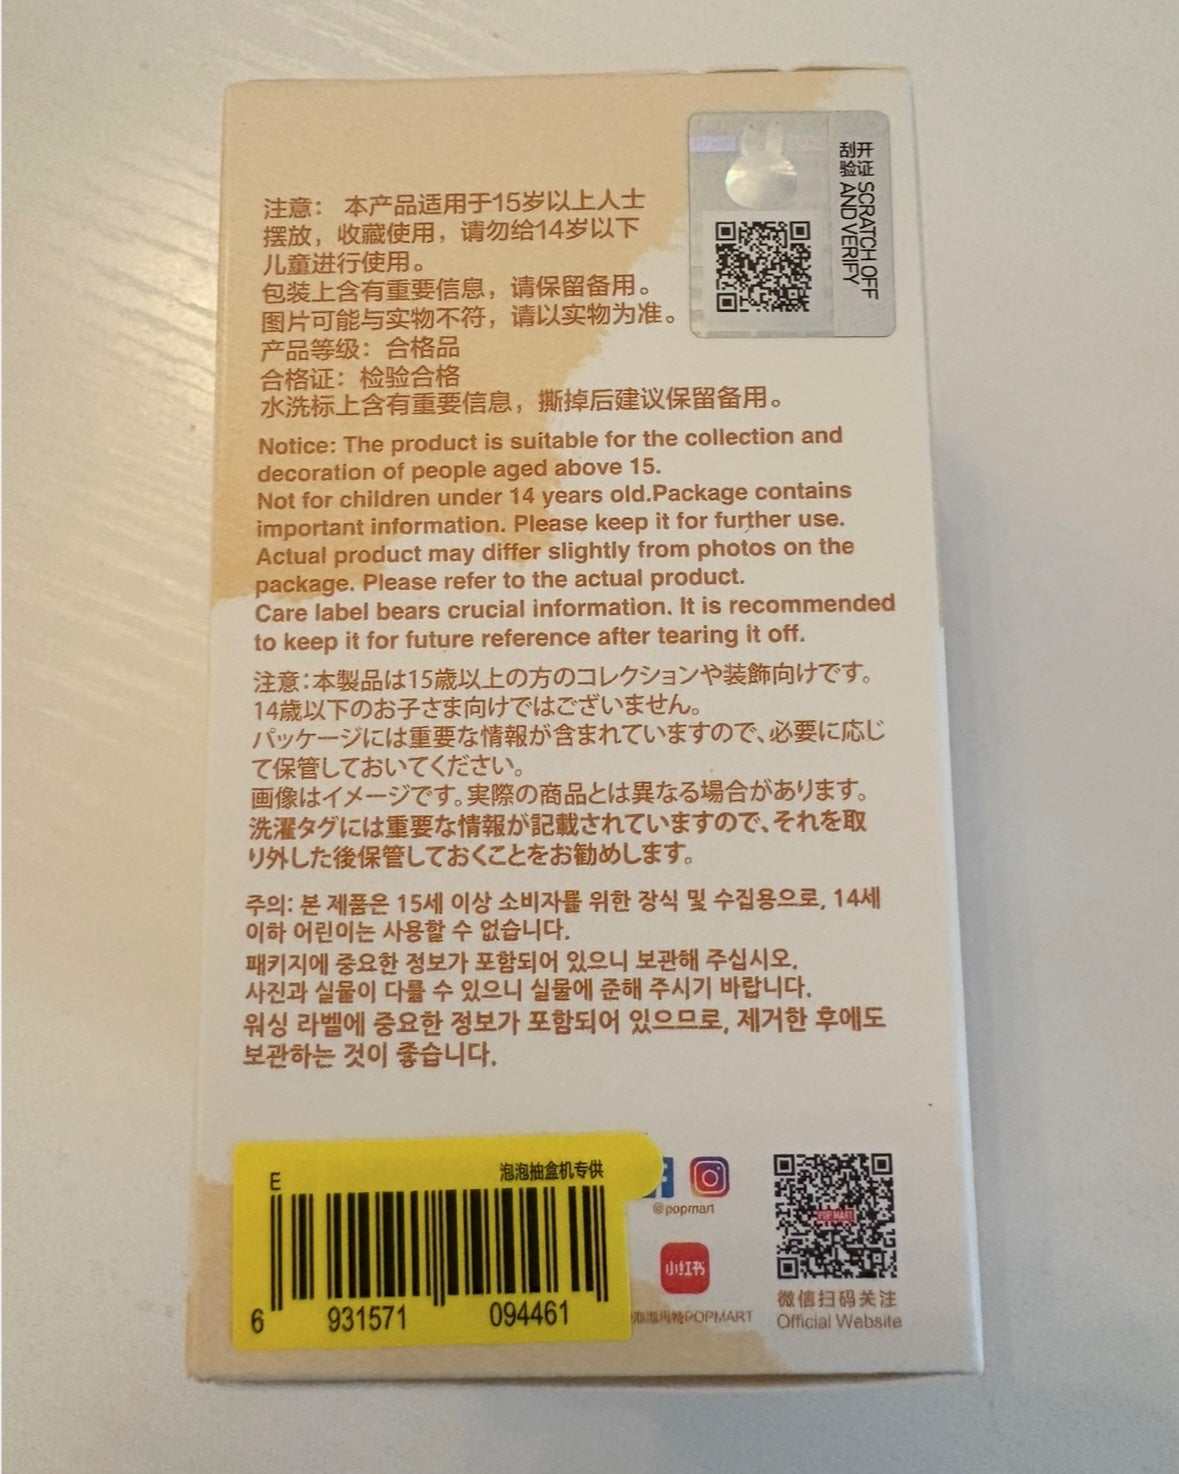 刮开
验证
SCRATCH OFF
AND VERIFY
注意： 本产品适用于15岁以上人士
摆放，收藏使用，请勿给14岁以下
儿童进行使用。
包装上含有重要信息，请保留备用。
图片可能与实物不符，请以实物为准。
产品等级：合格品
合格证：检验合格
水洗标上含有重要信息，撕掉后建议保留备用。
Notice: The product is suitable for the collection and
decoration of people aged above 15.
Not for children under 14 years old.Package contains
important information. Please keep it for further use.
Actual product may differ slightly from photos on the
package. Please refer to the actual product.
Care label bears crucial information. It is recommended
to keep it for future reference after tearing it off.
注意:本製品は15歳以上の方のコレクションや装飾向けです。
14歳以下のお子さま向けではございません。
パッケージには重要な情報が含まれていますので、必要に応じ
て保管しておいてください。
画像はイメージです。実際の商品とは異なる場合があります。
洗濯タグには重要な情報が記載されていますので、それを取
り外した後保管しておくことをお勧めします。
주의: 본 제품은 15세 이상 소비자를 위한 장식 및 수집용으로, 14세
이하 어린이는 사용할 수 없습니다.
패키지에 중요한 정보가 포함되어 있으니 보관해 주십시오.
사진과 실물이 다를 수 있으니 실물에 준해 주시기 바랍니다.
워싱 라벨에 중요한 정보가 포함되어 있으므로, 제거한 후에도
보관하는 것이 좋습니다.
E
泡泡抽盒机专供
6 931571 094461
@popmart
小红书
泡泡玛特POPMART
POP MART
微信扫码关注
Official Website